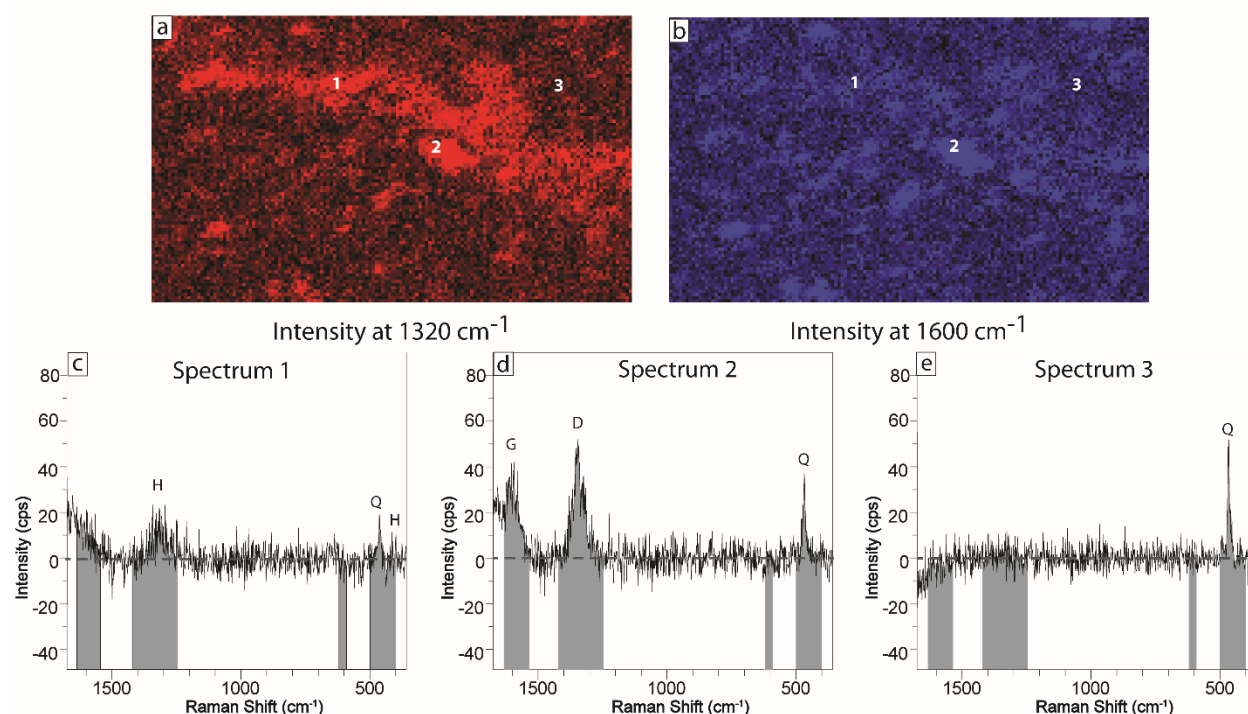 a
1
3
2
b
1
3
2
Intensity at 1320 cm⁻¹
Intensity at 1600 cm⁻¹
c
Spectrum 1
80
60
40
20
0
-20
-40
Intensity (cps)
H
Q
H
1500
1000
500
Raman Shift (cm⁻¹)
d
Spectrum 2
80
60
40
20
0
-20
-40
Intensity (cps)
G
D
Q
1500
1000
500
Raman Shift (cm⁻¹)
e
Spectrum 3
80
60
40
20
0
-20
-40
Intensity (cps)
Q
1500
1000
500
Raman Shift (cm⁻¹)